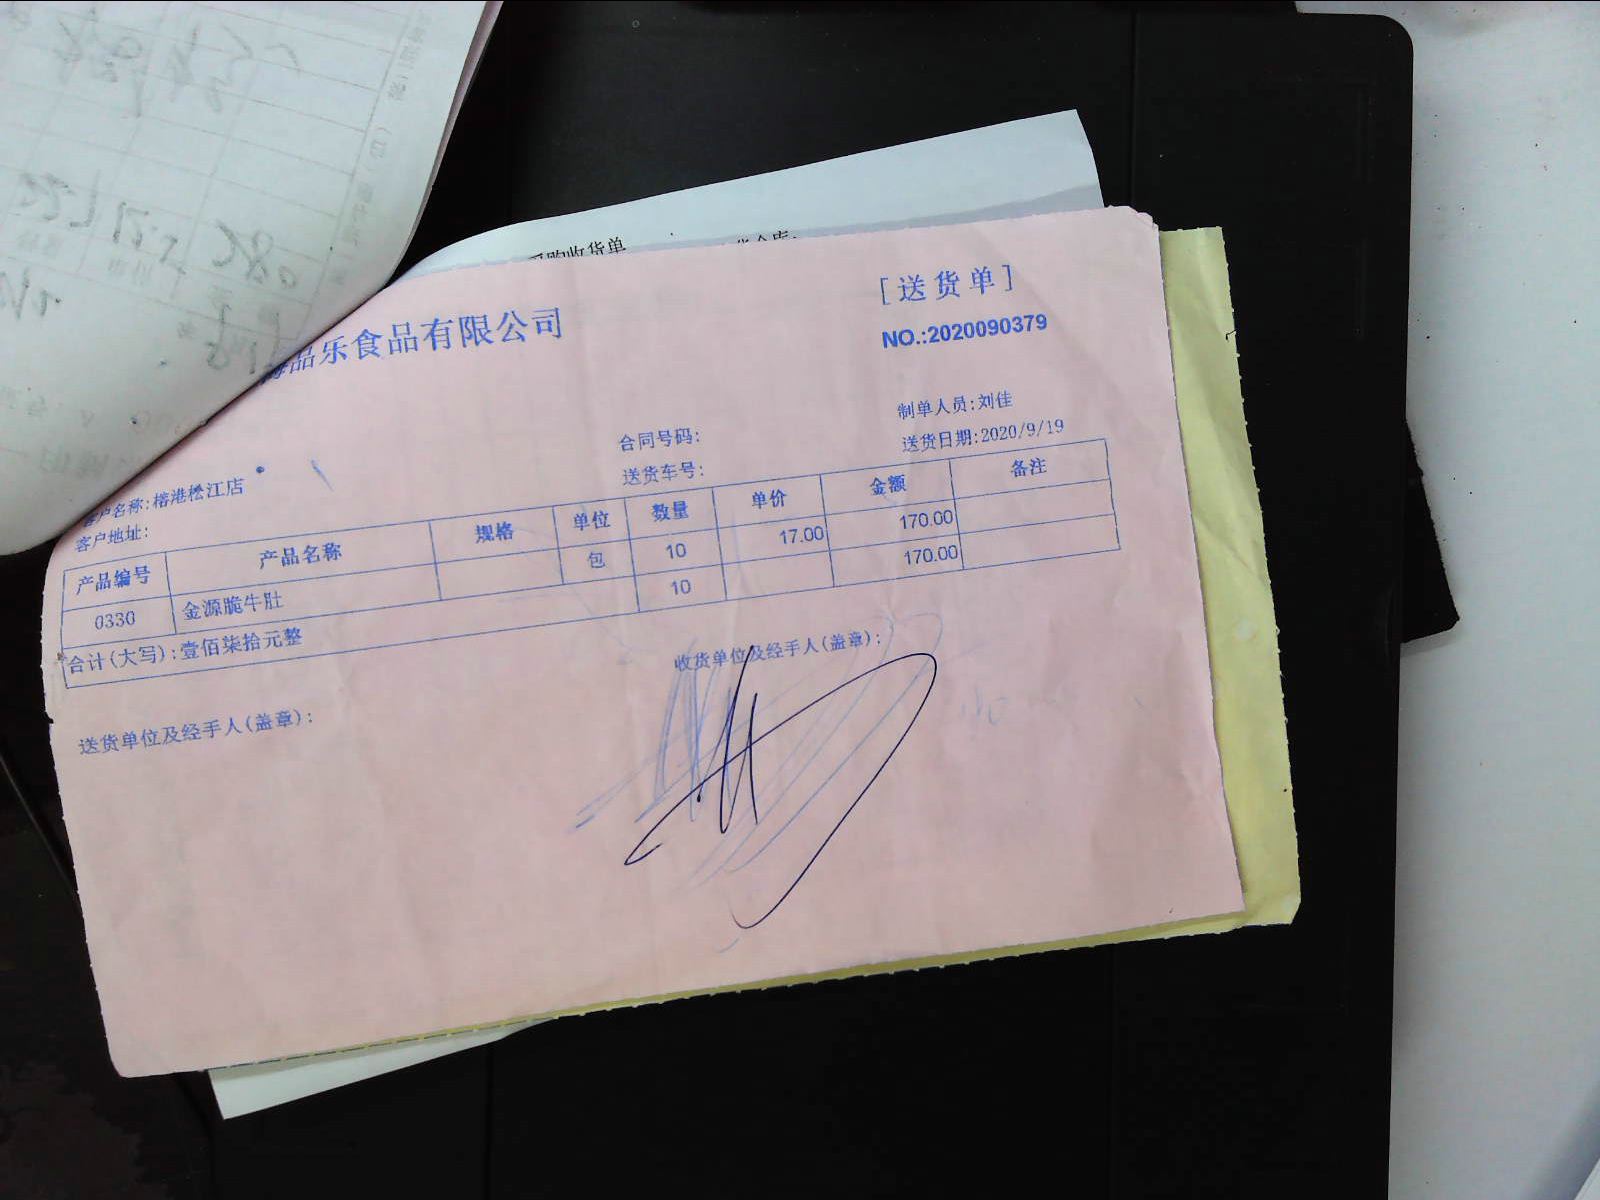 购收货单
品乐食品有限公司
[送货单]
NO.:2020090379
制单人员:刘佳
合同号码:
送货日期:2020/9/19
送货车号:
客户名称:榕港松江店
客户地址:
产品编号 产品名称 规格 单位 数量 单价 金额 备注
0330 金源脆牛肚 包 10 17.00 170.00
合计(大写):壹佰柒拾元整 10 170.00
送货单位及经手人(盖章): 收货单位及经手人(盖章):